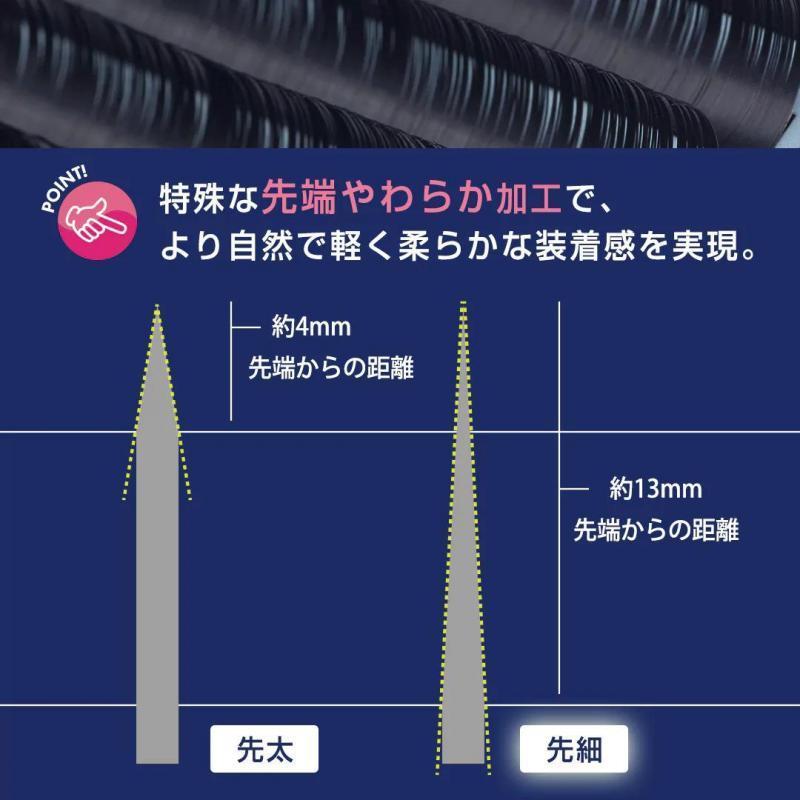 POINT!
特殊な先端やわらか加工で、
より自然で軽く柔らかな装着感を実現。
約4mm
先端からの距離
約13mm
先端からの距離
先太
先細